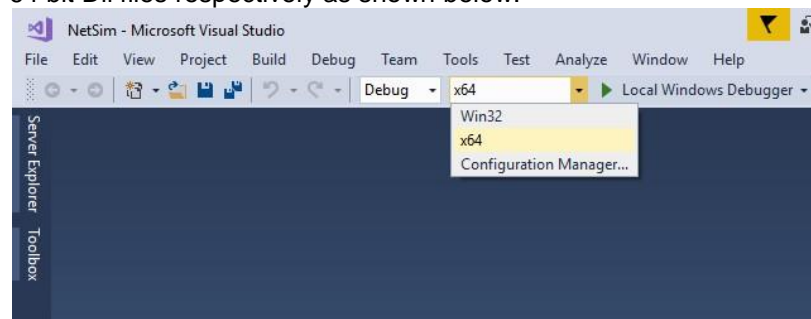 64-bit Dll files respectively as shown below:
NetSim - Microsoft Visual Studio
File Edit View Project Build Debug Team Tools Test Analyze Window Help
Debug x64 Local Windows Debugger
Win32
x64
Configuration Manager...
Server Explorer
Toolbox